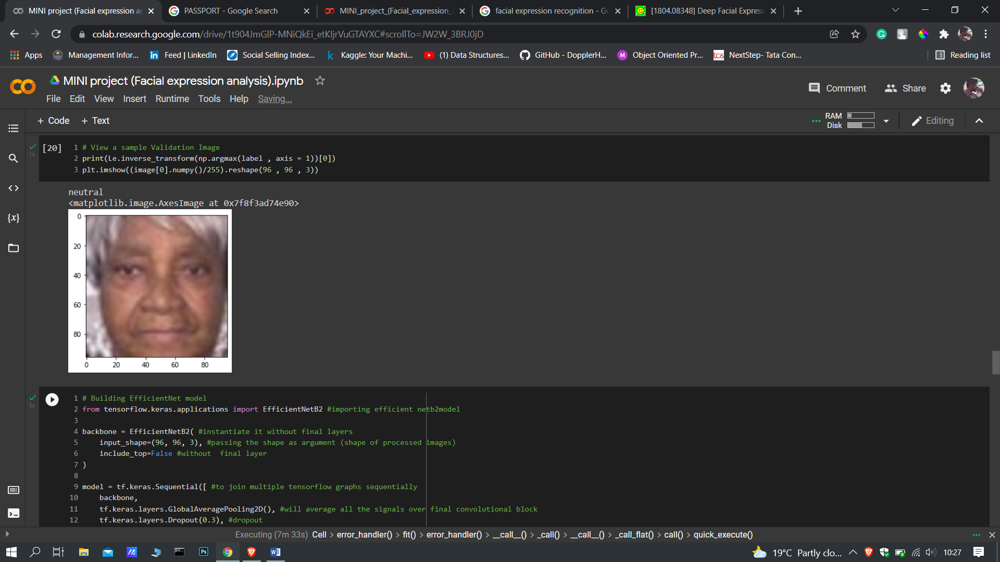 MINI project (Facial expression ar
PASSPORT - Google Search
MINI_project_(Facial_expression_a
facial expression recognition - Go
[1804.08348] Deep Facial Express
colab.research.google.com/drive/1t904JmGlP-MNiQkEi_etKIjrVuGTAYXC#scrollTo=JW2W_3BRJ0jD
Apps
Management Infor...
Feed | LinkedIn
Social Selling Index...
Kaggle: Your Machi...
(1) Data Structures...
GitHub - DopplerH...
Object Oriented Pr...
NextStep- Tata Con...
Reading list
MINI project (Facial expression analysis).ipynb
File Edit View Insert Runtime Tools Help Saving...
Comment
Share
+ Code + Text
RAM
Disk
Editing
[20]
1s
1 # View a sample Validation Image
2 print(Le.inverse_transform(np.argmax(label , axis = 1))[0])
3 plt.imshow((image[0].numpy()/255).reshape(96 , 96 , 3))
neutral
<matplotlib.image.AxesImage at 0x7f8f3ad74e90>
0
20
40
60
80
0 20 40 60 80
5s
1 # Building EfficientNet model
2 from tensorflow.keras.applications import EfficientNetB2 #importing efficient netb2model
3
4 backbone = EfficientNetB2( #instantiate it without final layers
5 input_shape=(96, 96, 3), #passing the shape as argument (shape of processed images)
6 include_top=False #without  final layer
7 )
8
9 model = tf.keras.Sequential([ #to join multiple tensorflow graphs sequentially
10 backbone,
11 tf.keras.layers.GlobalAveragePooling2D(), #will average all the signals over final convolutional block
12 tf.keras.layers.Dropout(0.3), #dropout
Executing (7m 33s) Cell > error_handler() > fit() > error_handler() > __call__() > _call() > __call__() > _call_flat() > call() > quick_execute()
19°C Partly clo...
10:27